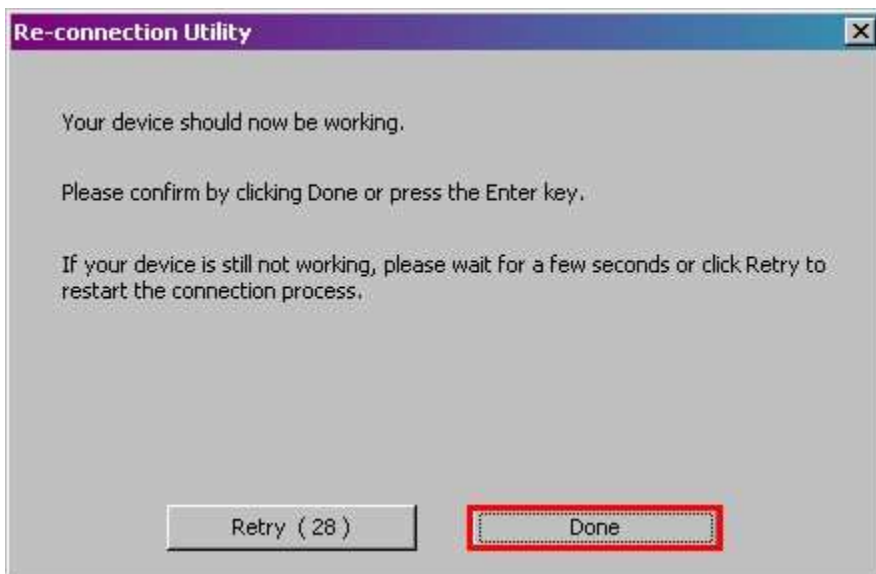 Re-connection Utility
Your device should now be working.
Please confirm by clicking Done or press the Enter key.
If your device is still not working, please wait for a few seconds or click Retry to
restart the connection process.
Retry ( 28 )
Done